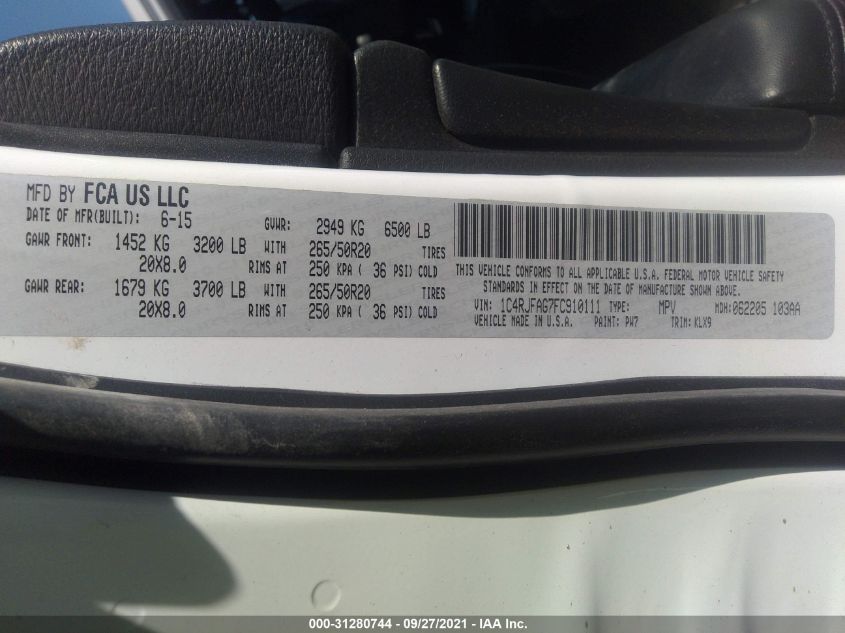 MFD BY FCA US LLC
DATE OF MFR(BUILT): 6-15 GVWR: 2949 KG 6500 LB
GAWR FRONT: 1452 KG 3200 LB WITH 265/50R20 TIRES
20X8.0 RIMS AT 250 KPA ( 36 PSI) COLD
GAWR REAR: 1679 KG 3700 LB WITH 265/50R20 TIRES
20X8.0 RIMS AT 250 KPA ( 36 PSI) COLD
THIS VEHICLE CONFORMS TO ALL APPLICABLE U.S.A. FEDERAL MOTOR VEHICLE SAFETY
STANDARDS IN EFFECT ON THE DATE OF MANUFACTURE SHOWN ABOVE.
VIN: 1C4RJFAG7FC910111 TYPE: MPV MDH:062205 103AA
VEHICLE MADE IN U.S.A. PAINT: PW7 TRIM: KLX9
000-31280744 - 09/27/2021 - IAA Inc.